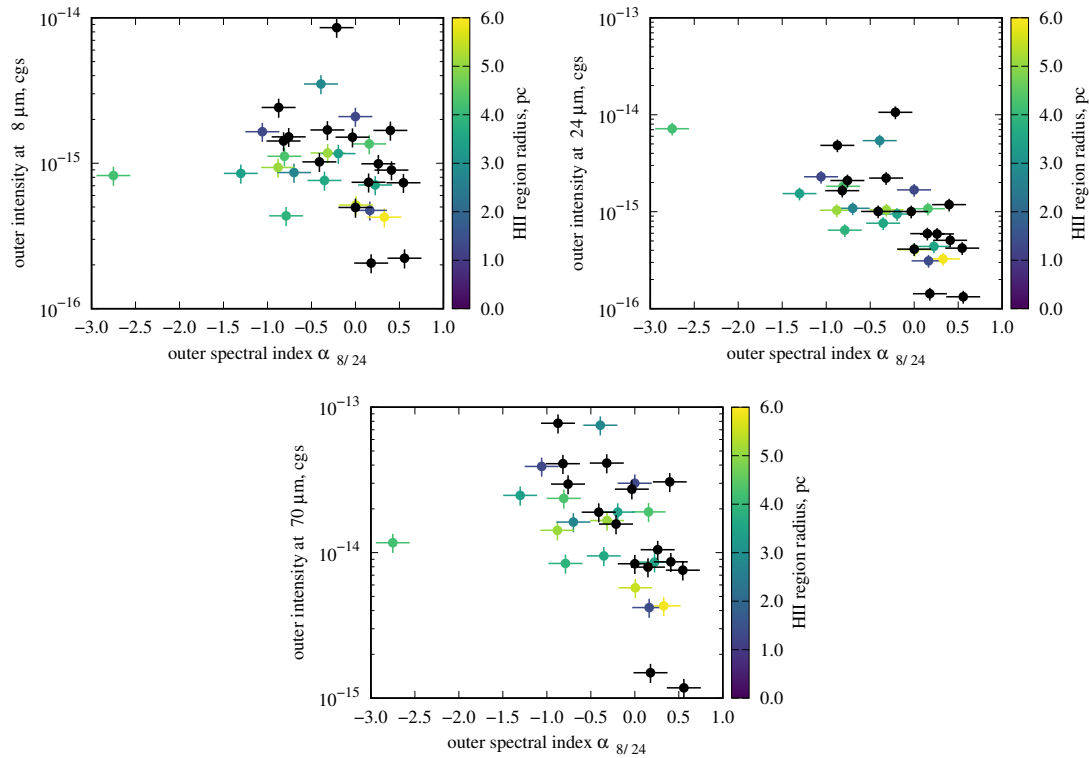 10⁻¹⁴
10⁻¹⁵
10⁻¹⁶
outer intensity at 8 μm, cgs
−3.0 −2.5 −2.0 −1.5 −1.0 −0.5 0.0 0.5 1.0
outer spectral index α 8/ 24
6.0
5.0
4.0
3.0
2.0
1.0
0.0
HII region radius, pc
10⁻¹³
10⁻¹⁴
10⁻¹⁵
10⁻¹⁶
outer intensity at 24 μm, cgs
−3.0 −2.5 −2.0 −1.5 −1.0 −0.5 0.0 0.5 1.0
outer spectral index α 8/ 24
6.0
5.0
4.0
3.0
2.0
1.0
0.0
HII region radius, pc
10⁻¹³
10⁻¹⁴
10⁻¹⁵
outer intensity at 70 μm, cgs
−3.0 −2.5 −2.0 −1.5 −1.0 −0.5 0.0 0.5 1.0
outer spectral index α 8/ 24
6.0
5.0
4.0
3.0
2.0
1.0
0.0
HII region radius, pc